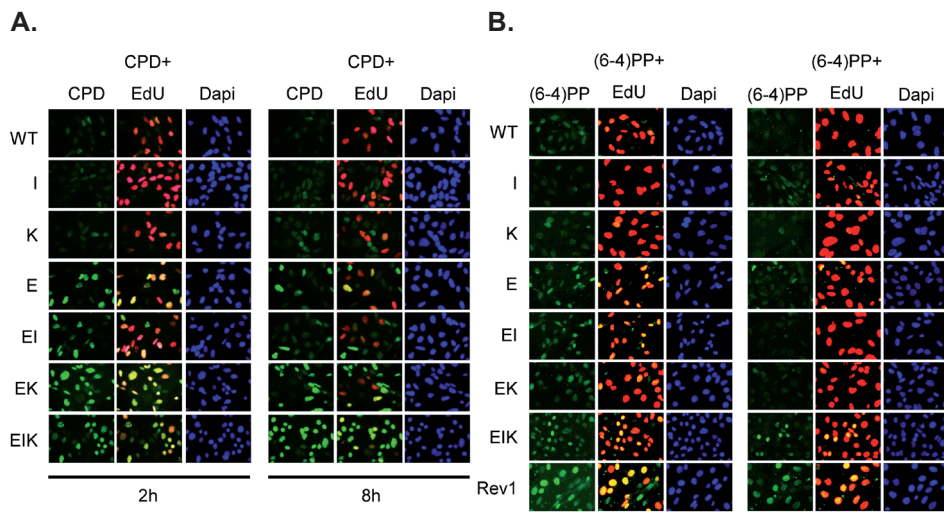 A.
B.
CPD+
CPD+
CPD
EdU
Dapi
CPD
EdU
Dapi
(6-4)PP+
(6-4)PP+
(6-4)PP
EdU
Dapi
(6-4)PP
EdU
Dapi
WT
I
K
E
EI
EK
EIK
2h
8h
WT
I
K
E
EI
EK
EIK
Rev1